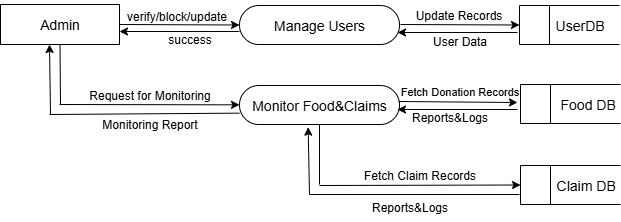 verify/block/update
Update Records
Admin
Manage Users
UserDB
success
User Data
Fetch Donation Records
Request for Monitoring
Monitor Food&Claims
Food DB
Reports&Logs
Monitoring Report
Fetch Claim Records
Claim DB
Reports&Logs